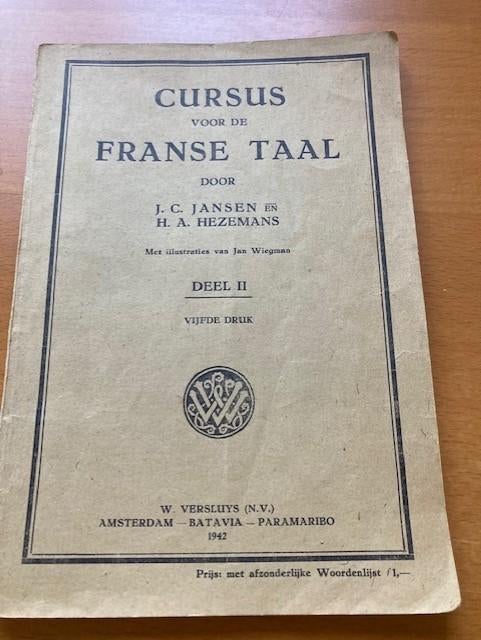 CURSUS
VOOR DE
FRANSE TAAL
DOOR
J. C. JANSEN EN
H. A. HEZEMANS
Met illustraties van Jan Wiegman
DEEL II
VIJFDE DRUK
W. VERSLUYS (N.V.)
AMSTERDAM — BATAVIA — PARAMARIBO
1942
Prijs: met afzonderlijke Woordenlijst f 1,—